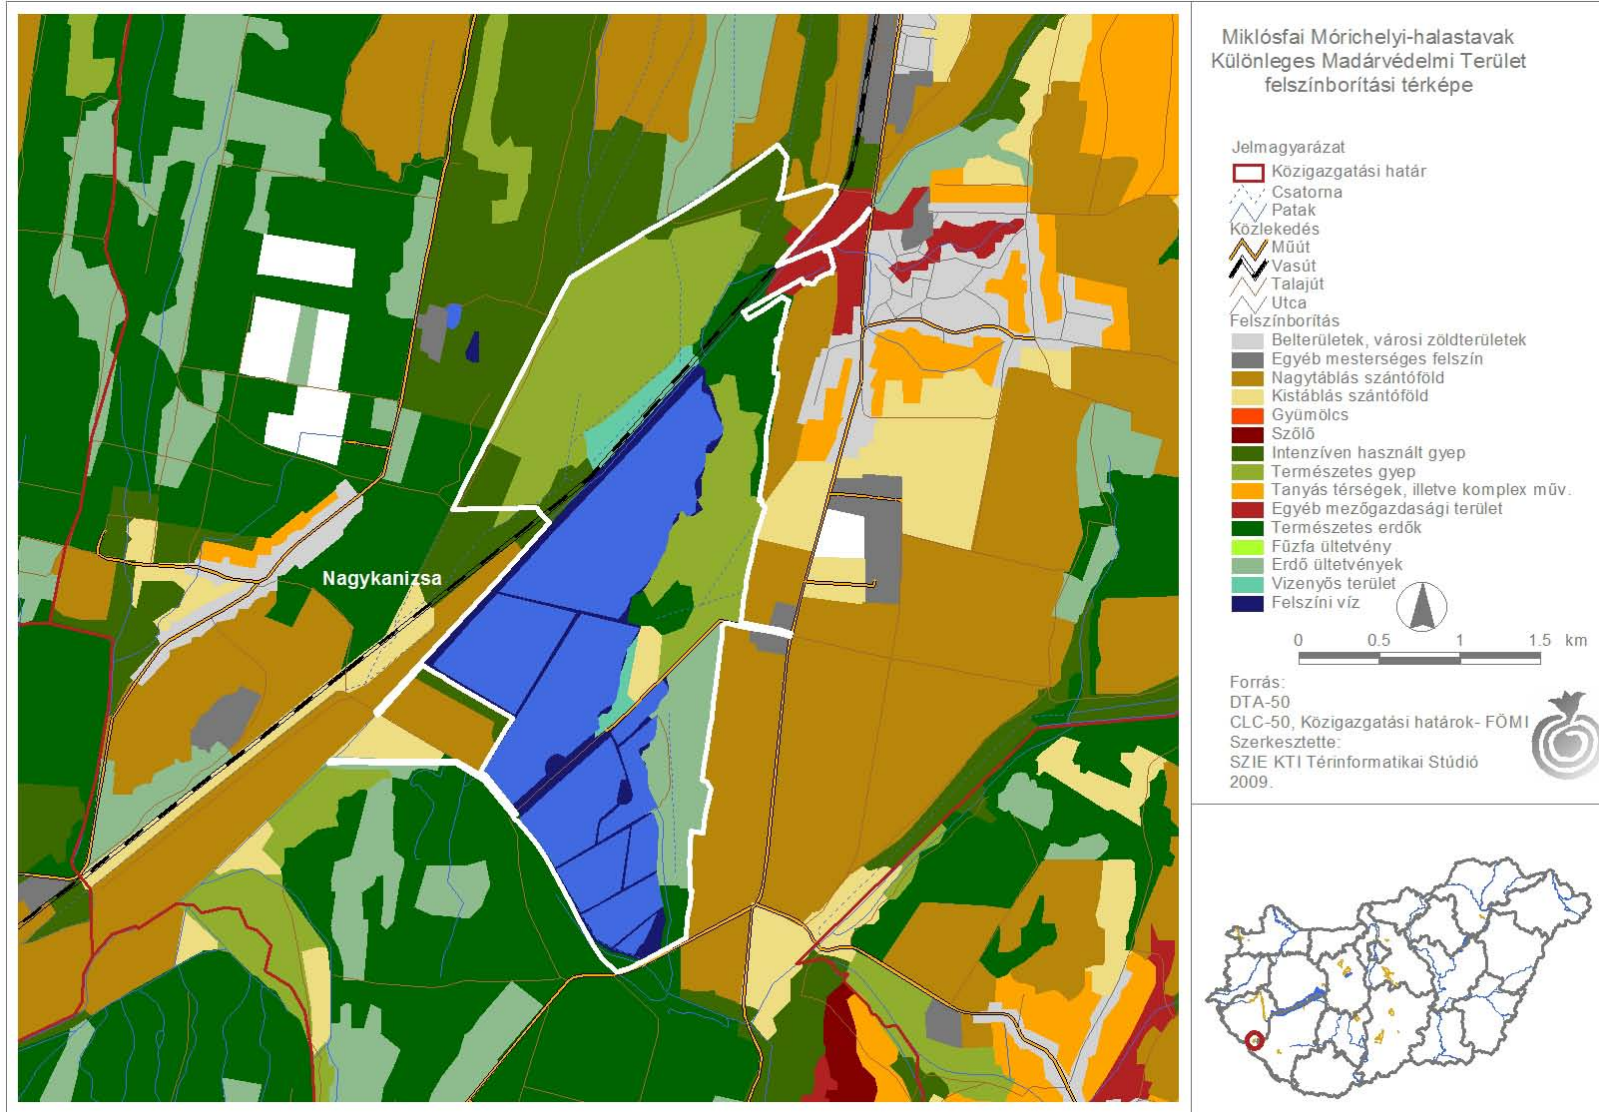 Miklósfai Mórichelyi-halastavak
Különleges Madárvédelmi Terület
felszínborítási térképe
Jelmagyarázat
Közigazgatási határ
Csatorna
Patak
Közlekedés
Műút
Vasút
Talajút
Utca
Felszínborítás
Belterületek, városi zöldterületek
Egyéb mesterséges felszín
Nagytáblás szántóföld
Kistáblás szántóföld
Gyümölcs
Szőlő
Intenzíven használt gyep
Természetes gyep
Tanyás térségek, illetve komplex műv.
Egyéb mezőgazdasági terület
Természetes erdők
Fűzfa ültetvény
Erdő ültetvények
Vizenyős terület
Felszíni víz
0 0.5 1 1.5 km
Forrás:
DTA-50
CLC-50, Közigazgatási határok- FÖMI
Szerkesztette:
SZIE KTI Térinformatikai Stúdió
2009.
Nagykanizsa